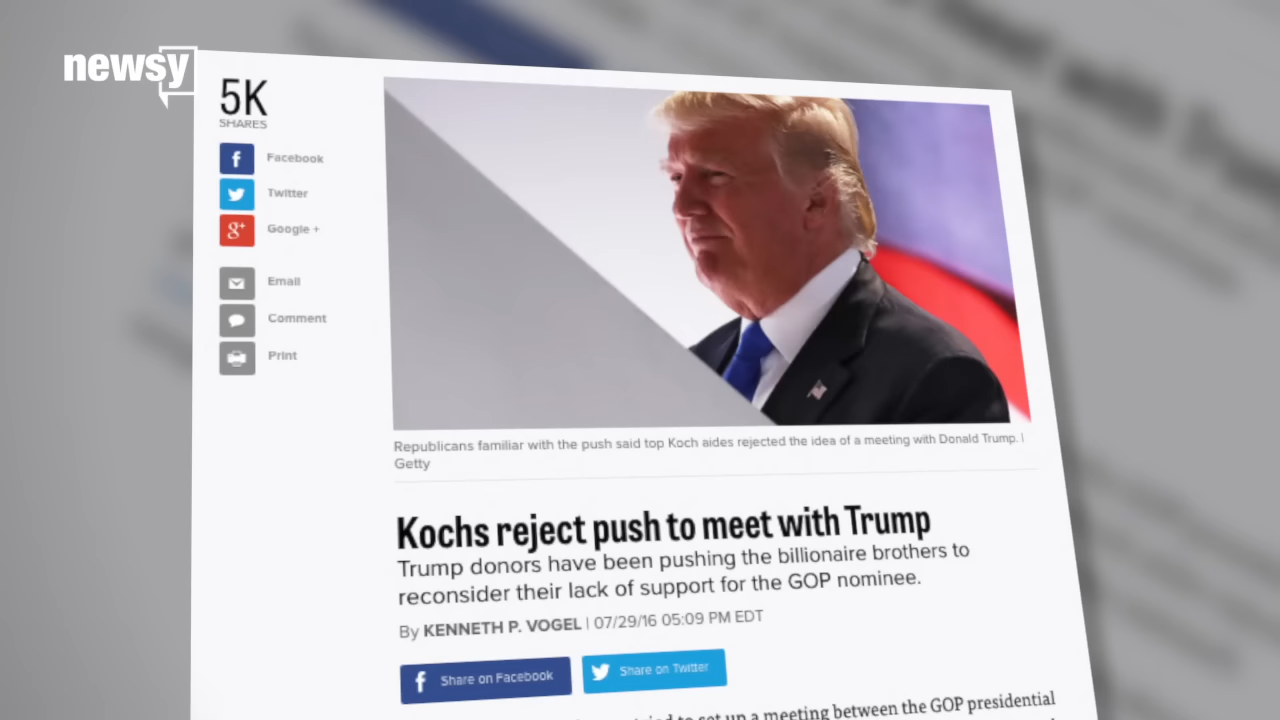 newsy
5K
SHARES
Facebook
Twitter
Google +
Email
Comment
Print
Republicans familiar with the push said top Koch aides rejected the idea of a meeting with Donald Trump. |
Getty
Kochs reject push to meet with Trump
Trump donors have been pushing the billionaire brothers to
reconsider their lack of support for the GOP nominee.
By KENNETH P. VOGEL | 07/29/16 05:09 PM EDT
Share on Facebook
Share on Twitter
to set up a meeting between the GOP presidential